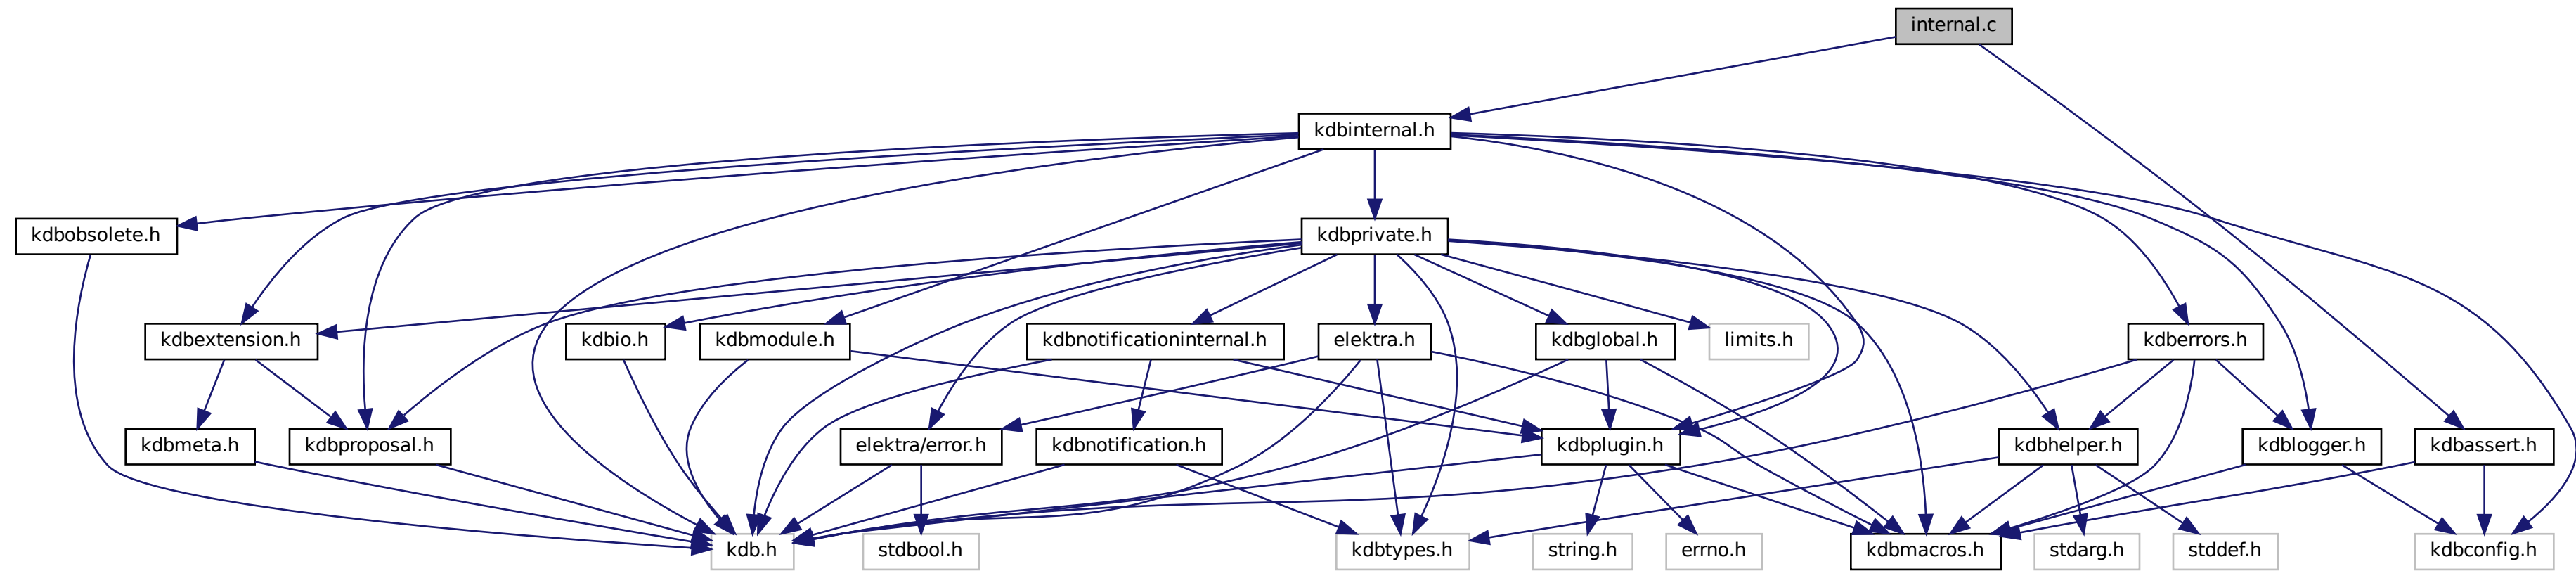 internal.c
kdbinternal.h
kdbobsolete.h
kdbprivate.h
kdbextension.h
kdbio.h
kdbmodule.h
kdbnotificationinternal.h
elektra.h
kdbglobal.h
limits.h
kdberrors.h
kdbmeta.h
kdbproposal.h
elektra/error.h
kdbnotification.h
kdbplugin.h
kdbhelper.h
kdblogger.h
kdbassert.h
kdb.h
stdbool.h
kdbtypes.h
string.h
errno.h
kdbmacros.h
stdarg.h
stddef.h
kdbconfig.h